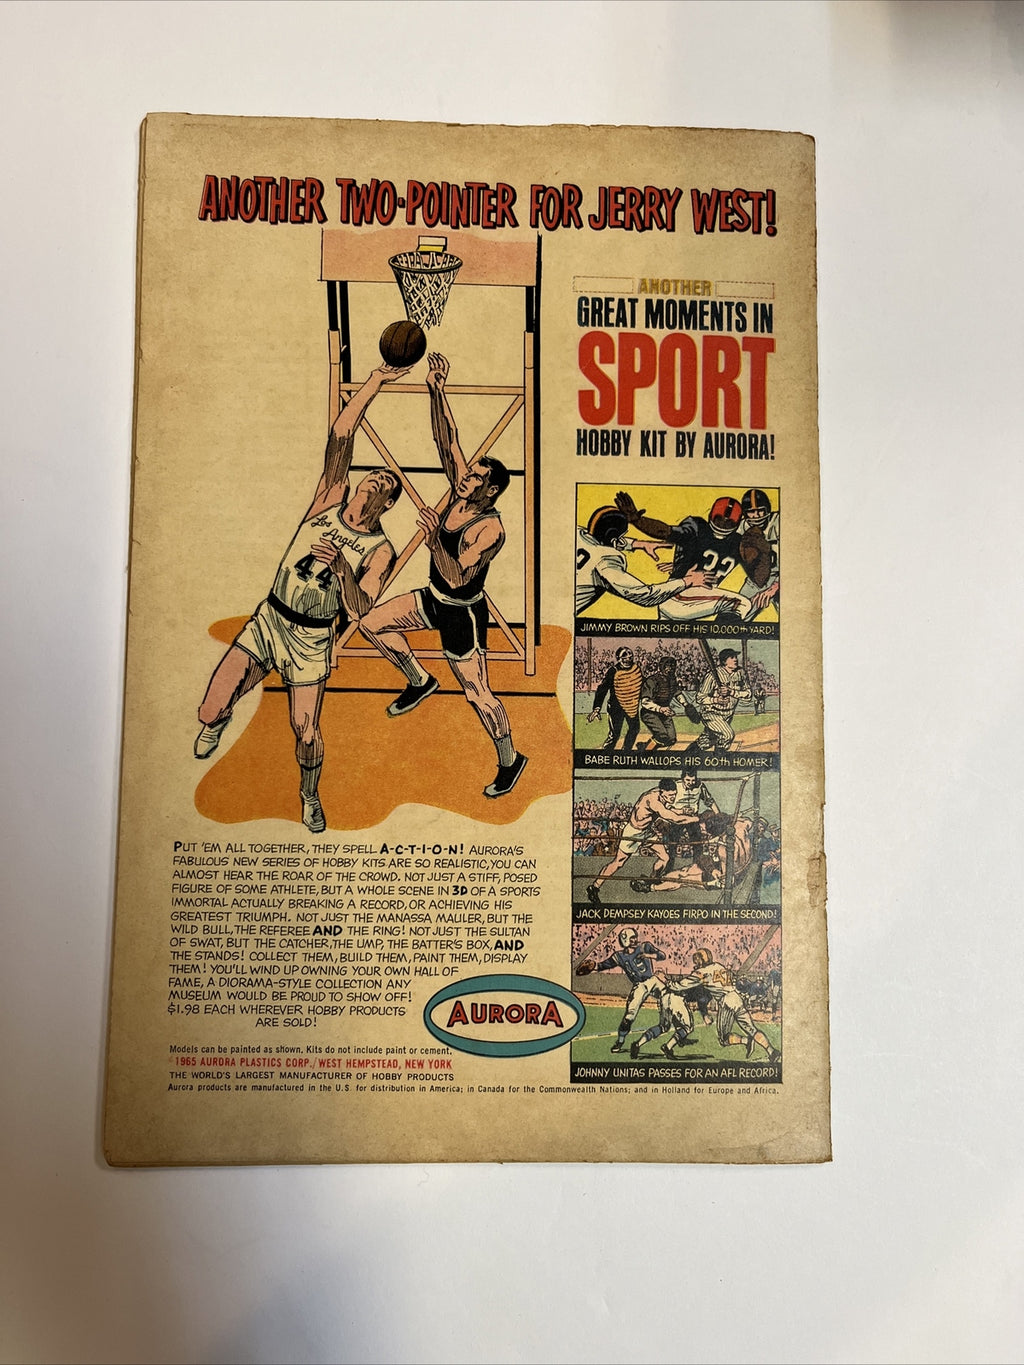 ANOTHER TWO-POINTER FOR JERRY WEST!
ANOTHER
GREAT MOMENTS IN
SPORT
HOBBY KIT BY AURORA!
Los
Angeles
44
32
JIMMY BROWN RIPS OFF HIS 10,000th YARD!
BABE RUTH WALLOPS HIS 60th HOMER!
JACK DEMPSEY KAYOES FIRPO IN THE SECOND!
JOHNNY UNITAS PASSES FOR AN AFL RECORD!
PUT 'EM ALL TOGETHER, THEY SPELL A-C-T-I-O-N! AURORA'S
FABULOUS NEW SERIES OF HOBBY KITS ARE SO REALISTIC, YOU CAN
ALMOST HEAR THE ROAR OF THE CROWD. NOT JUST A STIFF, POSED
FIGURE OF SOME ATHLETE, BUT A WHOLE SCENE IN 3D OF A SPORTS
IMMORTAL ACTUALLY BREAKING A RECORD, OR ACHIEVING HIS
GREATEST TRIUMPH. NOT JUST THE MANASSA MAULER, BUT THE
WILD BULL, THE REFEREE AND THE RING! NOT JUST THE SULTAN
OF SWAT, BUT THE CATCHER, THE UMP, THE BATTER'S BOX, AND
THE STANDS! COLLECT THEM, BUILD THEM, PAINT THEM, DISPLAY
THEM! YOU'LL WIND UP OWNING YOUR OWN HALL OF
FAME, A DIORAMA-STYLE COLLECTION ANY
MUSEUM WOULD BE PROUD TO SHOW OFF!
$1.98 EACH WHEREVER HOBBY PRODUCTS
ARE SOLD!
AURORA
Models can be painted as shown. Kits do not include paint or cement.
©1965 AURORA PLASTICS CORP./WEST HEMPSTEAD, NEW YORK
THE WORLD'S LARGEST MANUFACTURER OF HOBBY PRODUCTS
Aurora products are manufactured in the U.S. for distribution in America; in Canada for the Commonwealth Nations; and in Holland for Europe and Africa.